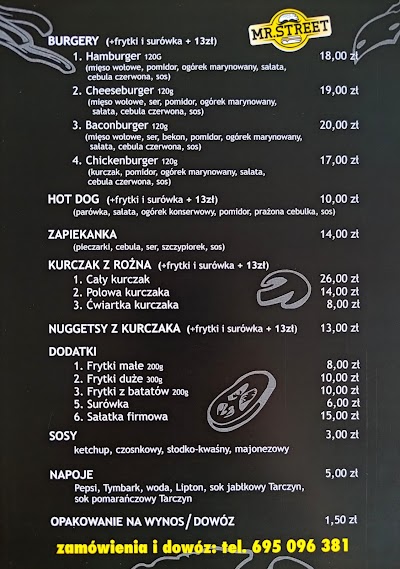 MR.STREET
BURGERY (+frytki i surówka + 13zł)
1. Hamburger 120G 18,00 zł
(mięso wołowe, pomidor, ogórek marynowany, sałata,
cebula czerwona, sos)
2. Cheeseburger 120g 19,00 zł
(mięso wołowe, ser, pomidor, ogórek marynowany,
sałata, cebula czerwona, sos)
3. Baconburger 120g 20,00 zł
(mięso wołowe, ser, bekon, pomidor, ogórek marynowany,
sałata, cebula czerwona, sos)
4. Chickenburger 120g 17,00 zł
(kurczak, pomidor, ogórek marynowany, sałata,
cebula czerwona, sos)
HOT DOG (+frytki i surówka + 13zł) 10,00 zł
(parówka, sałata, ogórek konserwowy, pomidor, prażona cebulka, sos)
ZAPIEKANKA 14,00 zł
(pieczarki, cebula, ser, szczypiorek, sos)
KURCZAK Z ROŻNA (+frytki i surówka + 13zł)
1. Cały kurczak 26,00 zł
2. Połowa kurczaka 14,00 zł
3. Ćwiartka kurczaka 8,00 zł
NUGGETSY Z KURCZAKA (+frytki i surówka + 13zł) 13,00 zł
DODATKI
1. Frytki małe 200g 8,00 zł
2. Frytki duże 300g 10,00 zł
3. Frytki z batatów 200g 10,00 zł
5. Surówka 6,00 zł
6. Sałatka firmowa 15,00 zł
SOSY 3,00 zł
ketchup, czosnkowy, słodko-kwaśny, majonezowy
NAPOJE 5,00 zł
Pepsi, Tymbark, woda, Lipton, sok jabłkowy Tarczyn,
sok pomarańczowy Tarczyn
OPAKOWANIE NA WYNOS/DOWÓZ 1,50 zł
zamówienia i dowóz: tel. 695 096 381